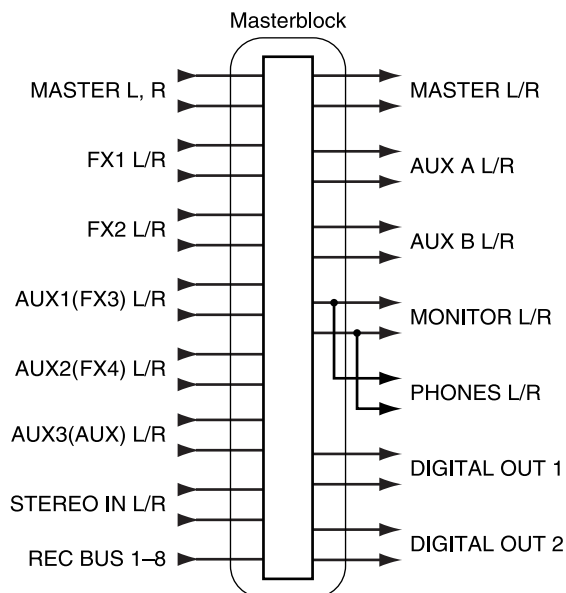 Masterblock
MASTER L, R
FX1 L/R
FX2 L/R
AUX1(FX3) L/R
AUX2(FX4) L/R
AUX3(AUX) L/R
STEREO IN L/R
REC BUS 1–8
MASTER L/R
AUX A L/R
AUX B L/R
MONITOR L/R
PHONES L/R
DIGITAL OUT 1
DIGITAL OUT 2